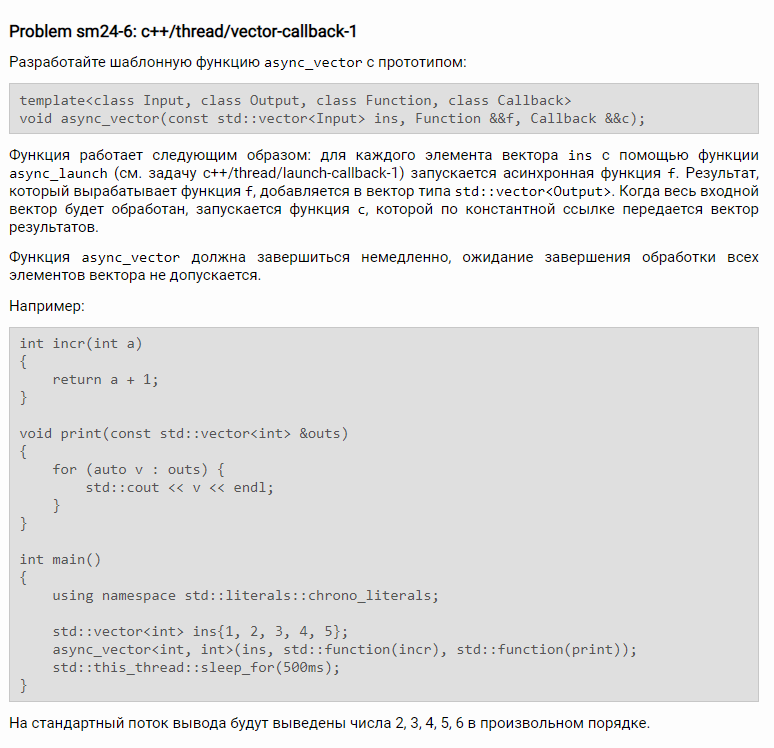 Problem sm24-6: c++/thread/vector-callback-1
Разработайте шаблонную функцию async_vector с прототипом:
template<class Input, class Output, class Function, class Callback>
void async_vector(const std::vector<Input> ins, Function &&f, Callback &&c);
Функция работает следующим образом: для каждого элемента вектора ins с помощью функции
async_launch (см. задачу c++/thread/launch-callback-1) запускается асинхронная функция f. Результат,
который вырабатывает функция f, добавляется в вектор типа std::vector<Output>. Когда весь входной
вектор будет обработан, запускается функция c, которой по константной ссылке передается вектор
результатов.
Функция async_vector должна завершиться немедленно, ожидание завершения обработки всех
элементов вектора не допускается.
Например:
int incr(int a)
{
    return a + 1;
}
void print(const std::vector<int> &outs)
{
    for (auto v : outs) {
        std::cout << v << endl;
    }
}
int main()
{
    using namespace std::literals::chrono_literals;
    std::vector<int> ins{1, 2, 3, 4, 5};
    async_vector<int, int>(ins, std::function(incr), std::function(print));
    std::this_thread::sleep_for(500ms);
}
На стандартный поток вывода будут выведены числа 2, 3, 4, 5, 6 в произвольном порядке.